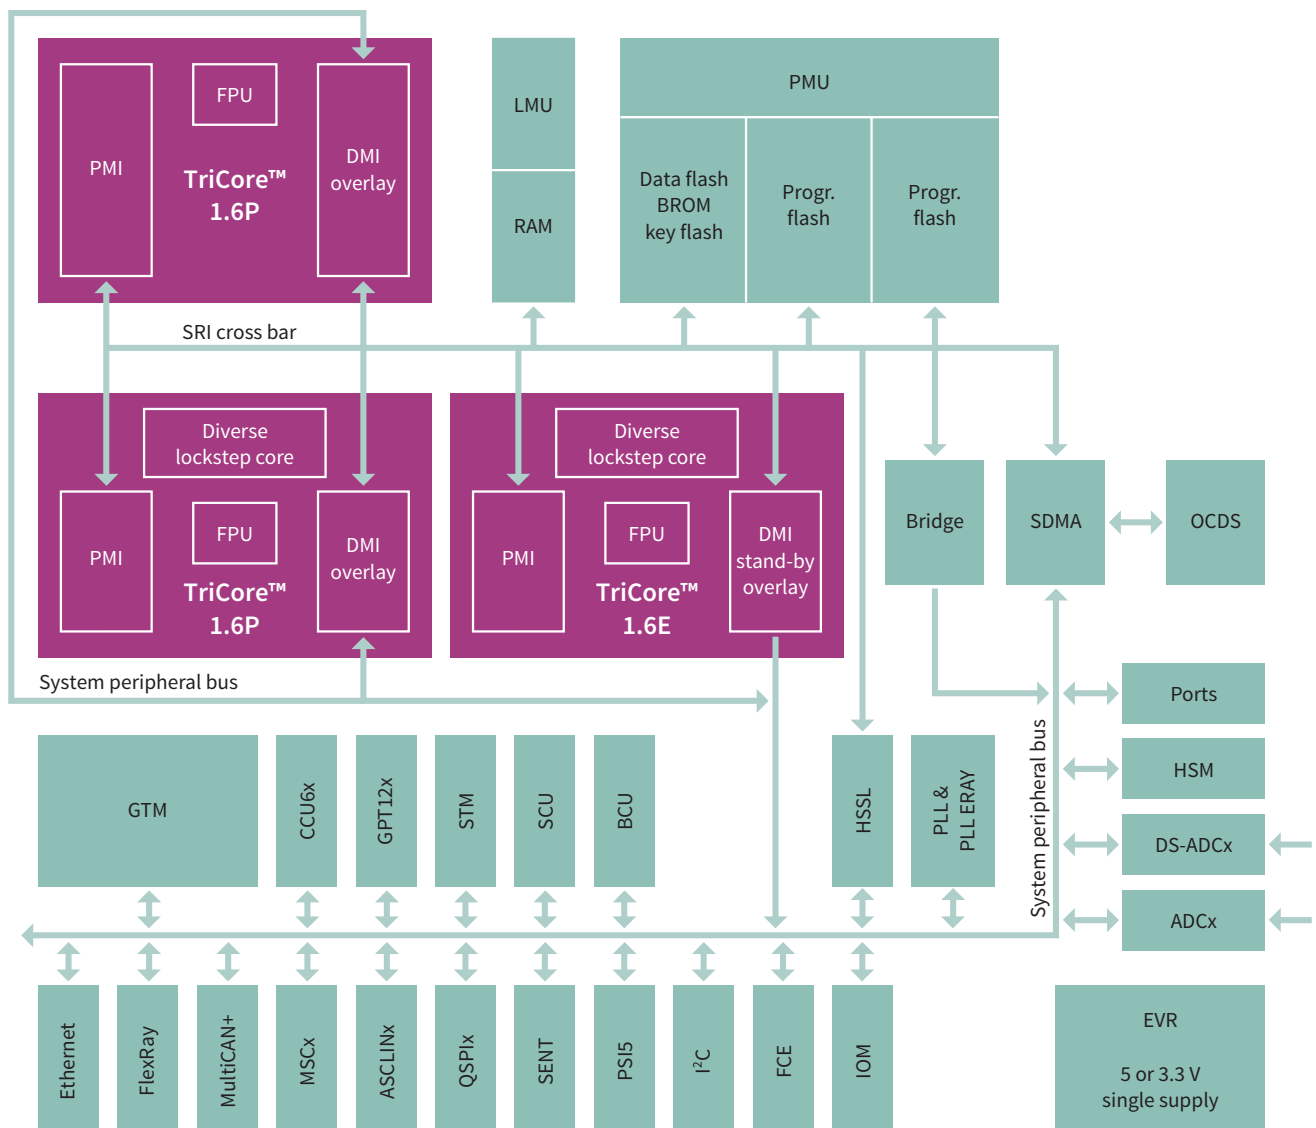 FPU
PMI
TriCore™
1.6P
DMI
overlay
LMU
RAM
PMU
Data flash
BROM
key flash
Progr.
flash
Progr.
flash
SRI cross bar
Diverse
lockstep core
FPU
PMI
TriCore™
1.6P
DMI
overlay
Diverse
lockstep core
FPU
PMI
TriCore™
1.6E
DMI
stand-by
overlay
Bridge
SDMA
OCDS
System peripheral bus
Ports
HSM
DS-ADCx
ADCx
System peripheral bus
GTM
CCU6x
GPT12x
STM
SCU
BCU
HSSL
PLL &
PLL ERAY
Ethernet
FlexRay
MultiCAN+
MSCx
ASCLINx
QSPIx
SENT
PSI5
I²C
FCE
IOM
EVR
5 or 3.3 V
single supply